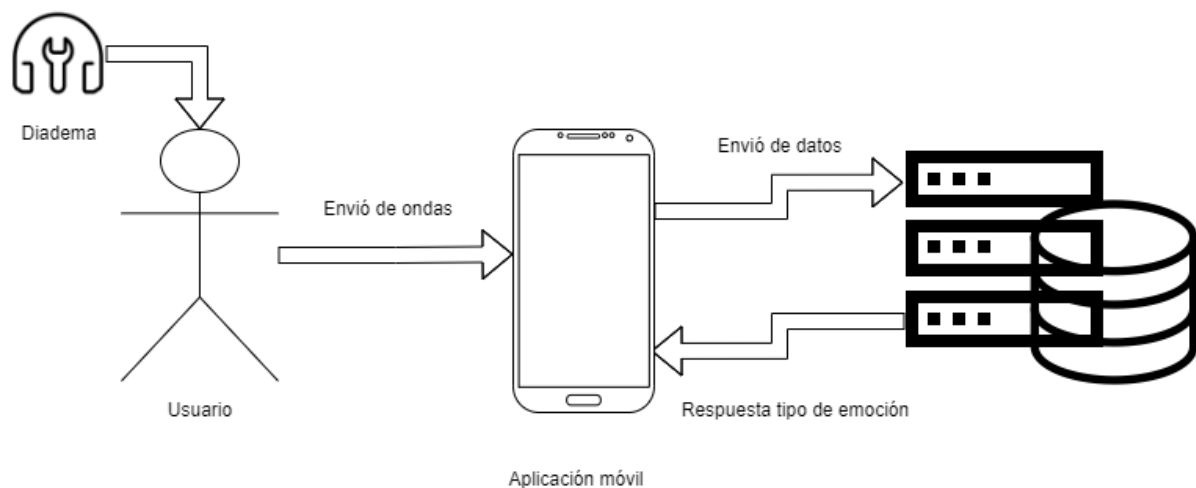 Diadema
Envió de datos
Envió de ondas
Usuario
Respuesta tipo de emoción
Aplicación móvil